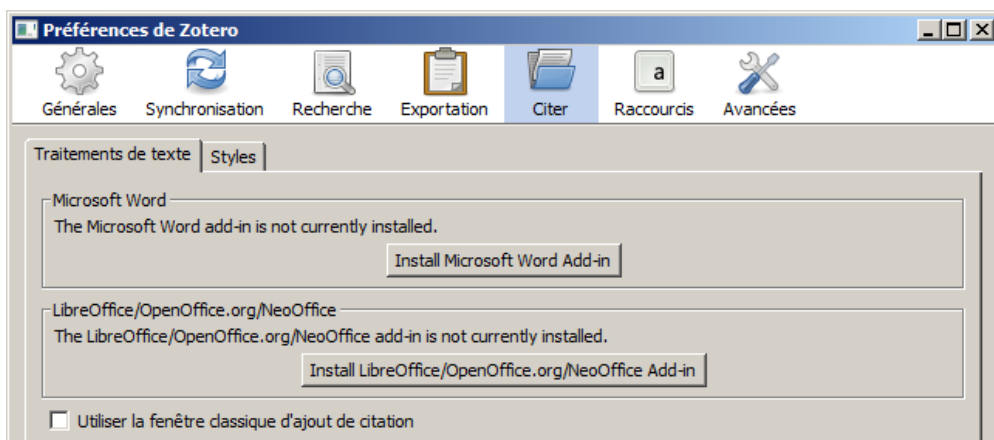 Préférences de Zotero
a
Générales Synchronisation Recherche Exportation Citer Raccourcis Avancées
Traitements de texte Styles
Microsoft Word
The Microsoft Word add-in is not currently installed.
Install Microsoft Word Add-in
LibreOffice/OpenOffice.org/NeoOffice
The LibreOffice/OpenOffice.org/NeoOffice add-in is not currently installed.
Install LibreOffice/OpenOffice.org/NeoOffice Add-in
Utiliser la fenêtre classique d'ajout de citation